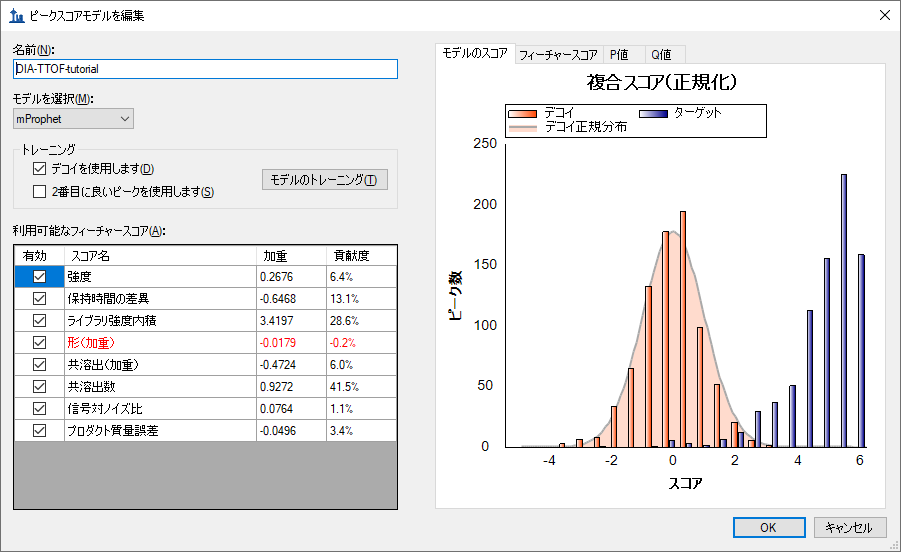 ピークスコアモデルを編集
名前(N):
DIA-TTOF-tutorial
モデルを選択(M):
mProphet
トレーニング
デコイを使用します(D)
2番目に良いピークを使用します(S)
モデルのトレーニング(T)
利用可能なフィーチャースコア(A):
有効 スコア名 加重 貢献度
強度 0.2676 6.4%
保持時間の差異 -0.6468 13.1%
ライブラリ強度内積 3.4197 28.6%
形(加重) -0.0179 -0.2%
共溶出(加重) -0.4724 6.0%
共溶出数 0.9272 41.5%
信号対ノイズ比 0.0764 1.1%
プロダクト質量誤差 -0.0496 3.4%
モデルのスコア フィーチャースコア P値 Q値
複合スコア(正規化)
デコイ ターゲット
デコイ正規分布
250
200
150
100
50
0
ピーク数
-4 -2 0 2 4 6
スコア
OK キャンセル